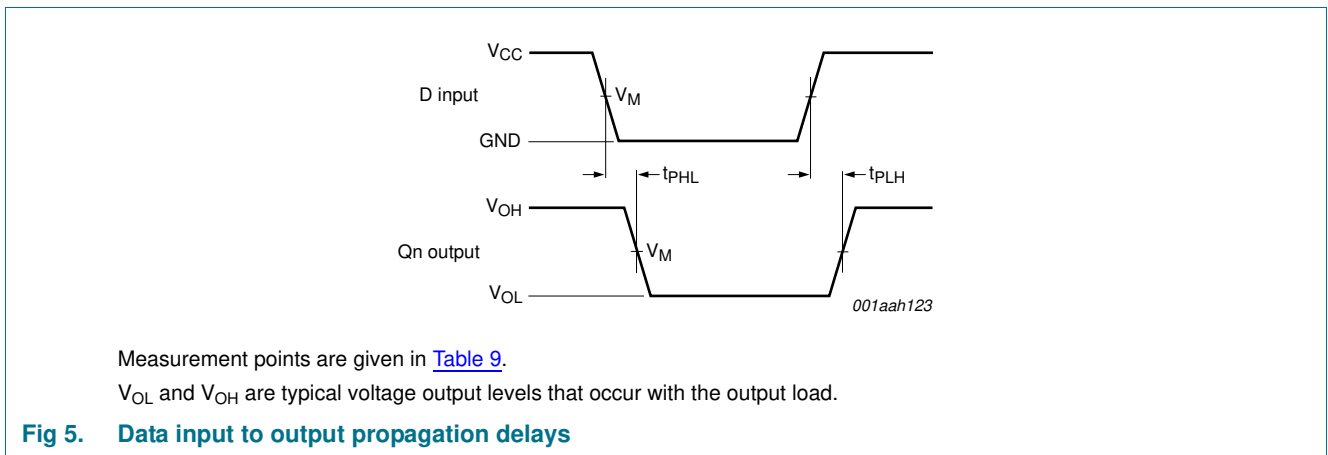 VCC
D input
VM
GND
tPHL
tPLH
VOH
Qn output
VM
VOL
001aah123
Measurement points are given in Table 9.
VOL and VOH are typical voltage output levels that occur with the output load.
Fig 5. Data input to output propagation delays